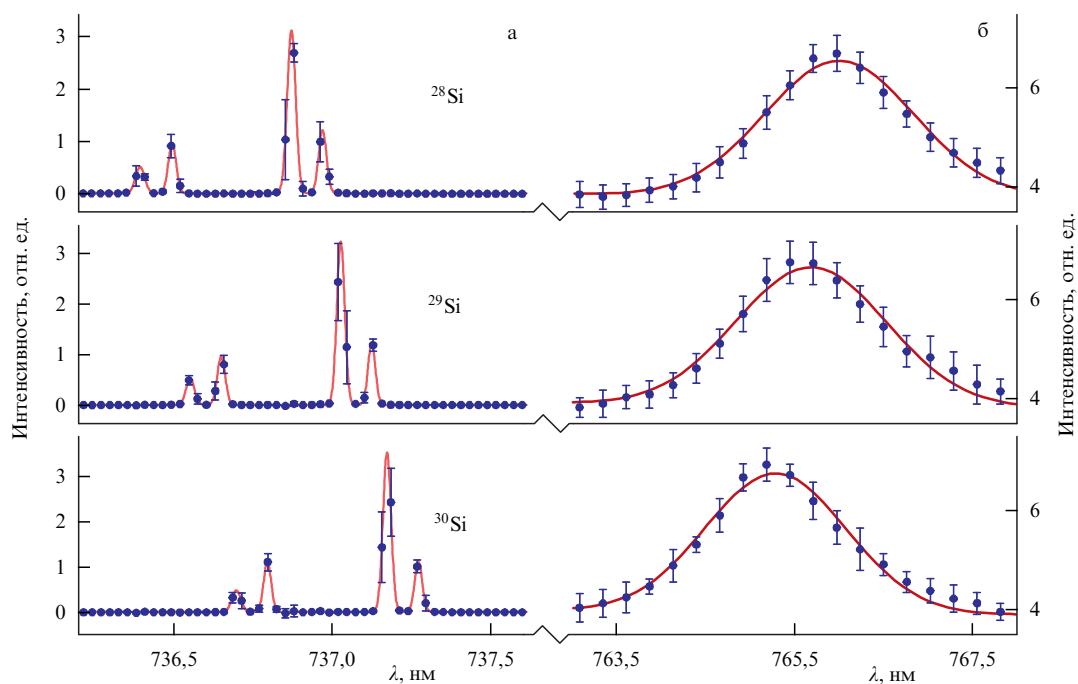 а
б
3
2
1
0
²⁸Si
6
4
3
2
1
0
²⁹Si
6
4
3
2
1
0
³⁰Si
6
4
Интенсивность, отн. ед.
Интенсивность, отн. ед.
736,5
737,0
737,5
763,5
765,5
767,5
λ, нм
λ, нм